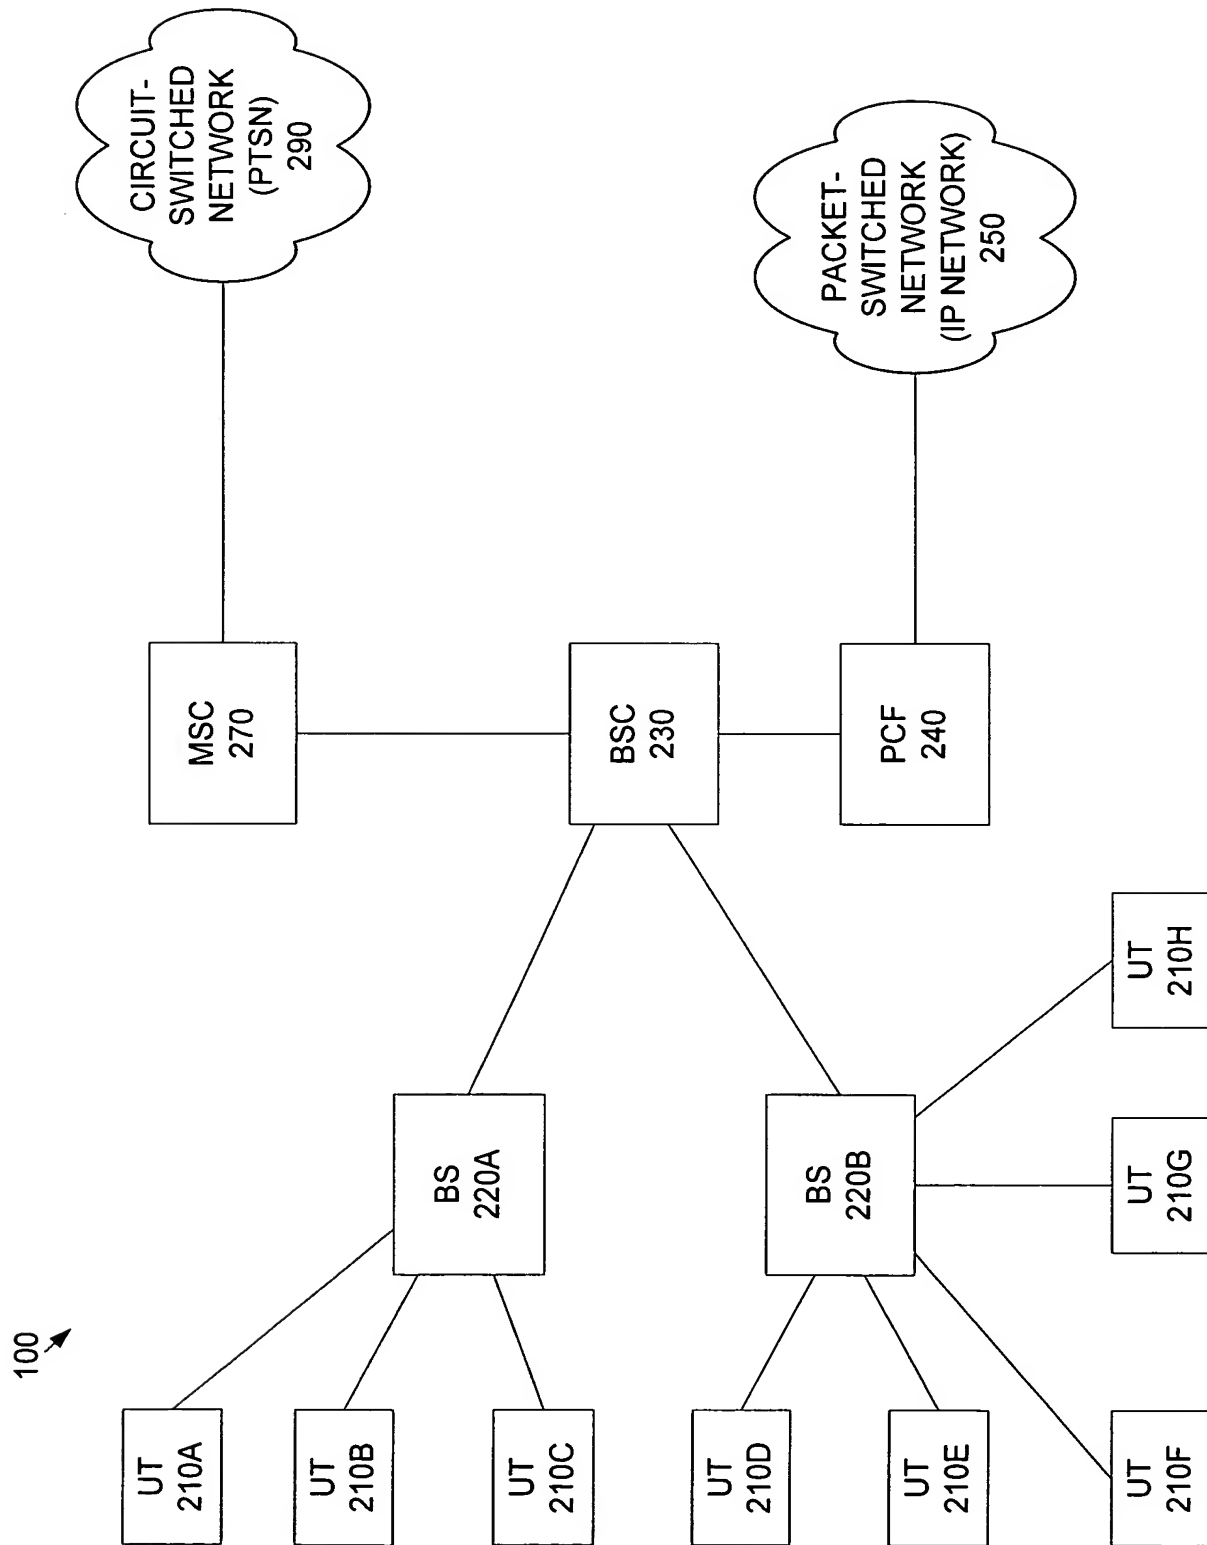 100
UT
210A
UT
210B
UT
210C
UT
210D
UT
210E
UT
210F
UT
210G
UT
210H
BS
220A
BS
220B
MSC
270
BSC
230
PCF
240
CIRCUIT-
SWITCHED
NETWORK
(PTSN)
290
PACKET-
SWITCHED
NETWORK
(IP NETWORK)
250